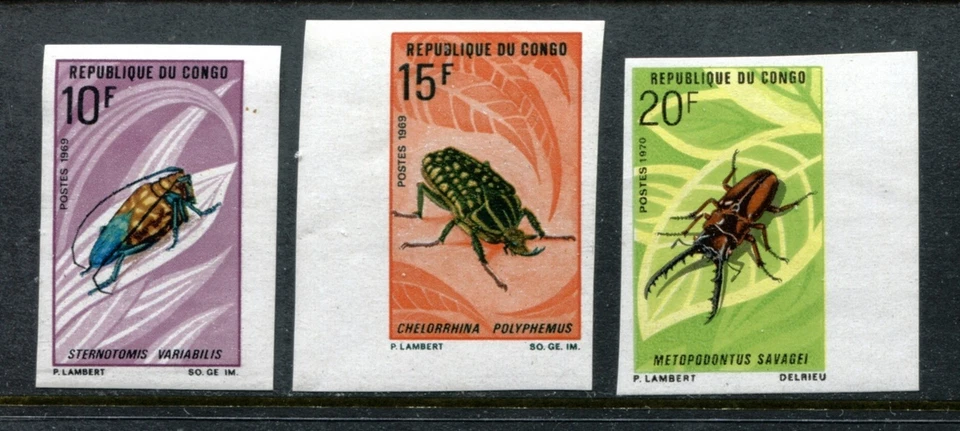 REPUBLIQUE DU CONGO
10F
POSTES 1969
STERNOTOMIS VARIABILIS
P. LAMBERT SO. GE IM.
REPUBLIQUE DU CONGO
15F
POSTES 1969
CHELORRHINA POLYPHEMUS
P. LAMBERT SO. GE. IM.
REPUBLIQUE DU CONGO
20F
POSTES 1970
METOPODONTUS SAVAGEI
P. LAMBERT DELRIEU